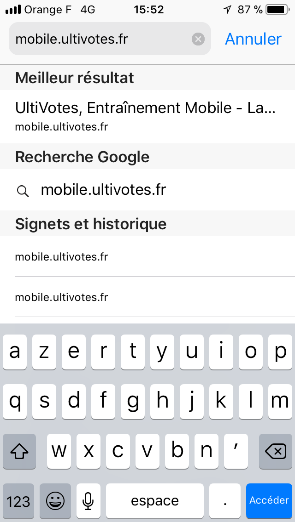 Orange F 4G 15:52 87 %
mobile.ultivotes.fr Annuler
Meilleur résultat
UltiVotes, Entraînement Mobile - La...
mobile.ultivotes.fr
Recherche Google
mobile.ultivotes.fr
Signets et historique
mobile.ultivotes.fr
mobile.ultivotes.fr
a z e r t y u i o p
q s d f g h j k l m
w x c v b n ’
123 espace . Accéder